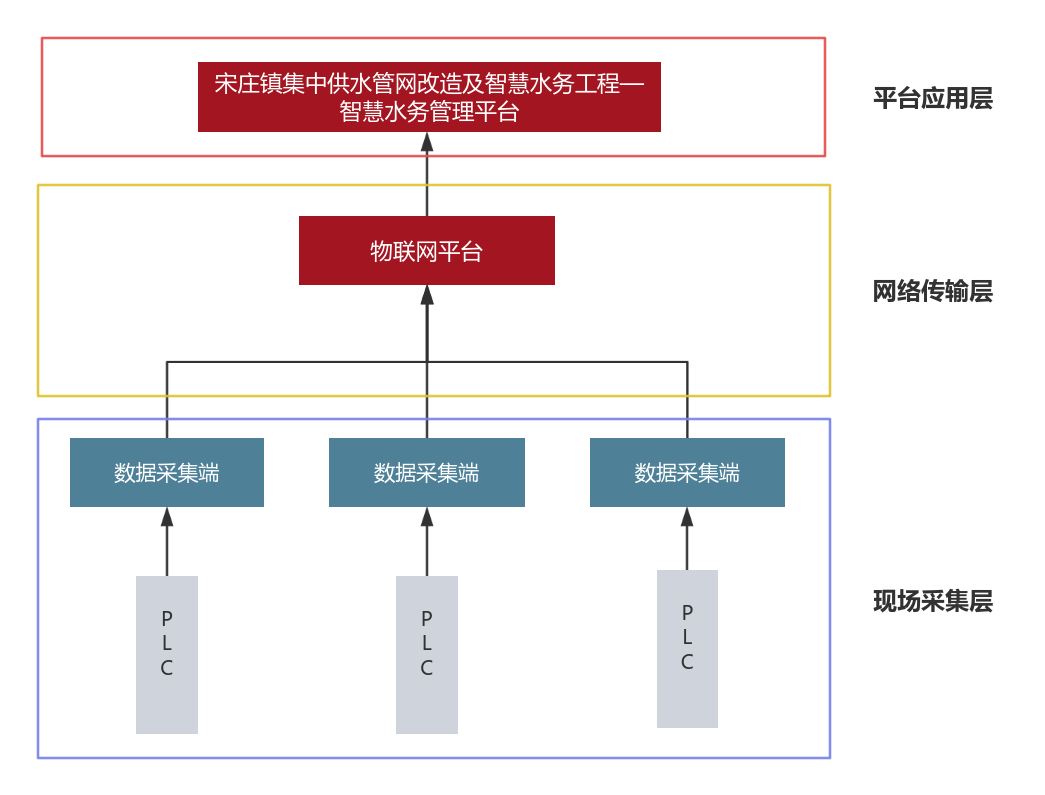 宋庄镇集中供水管网改造及智慧水务工程—
智慧水务管理平台
平台应用层
物联网平台
网络传输层
数据采集端
数据采集端
数据采集端
P
L
C
P
L
C
P
L
C
现场采集层